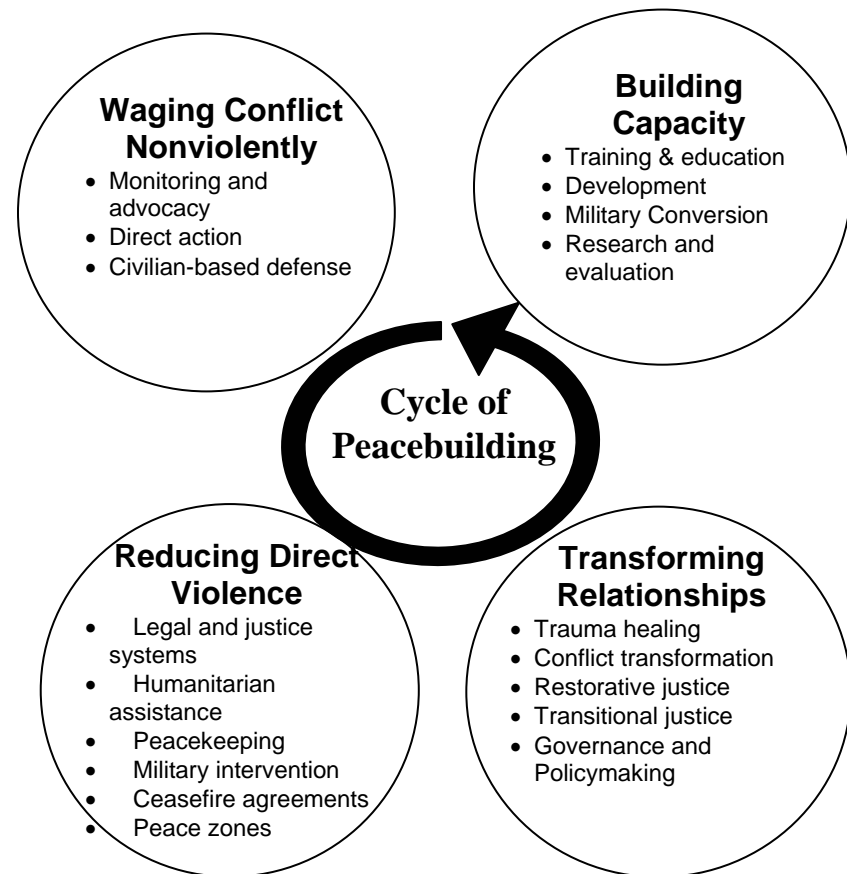 Waging Conflict
Nonviolently
• Monitoring and
advocacy
• Direct action
• Civilian-based defense
Building
Capacity
• Training & education
• Development
• Military Conversion
• Research and
evaluation
Cycle of
Peacebuilding
Reducing Direct
Violence
• Legal and justice
systems
• Humanitarian
assistance
• Peacekeeping
• Military intervention
• Ceasefire agreements
• Peace zones
Transforming
Relationships
• Trauma healing
• Conflict transformation
• Restorative justice
• Transitional justice
• Governance and
Policymaking